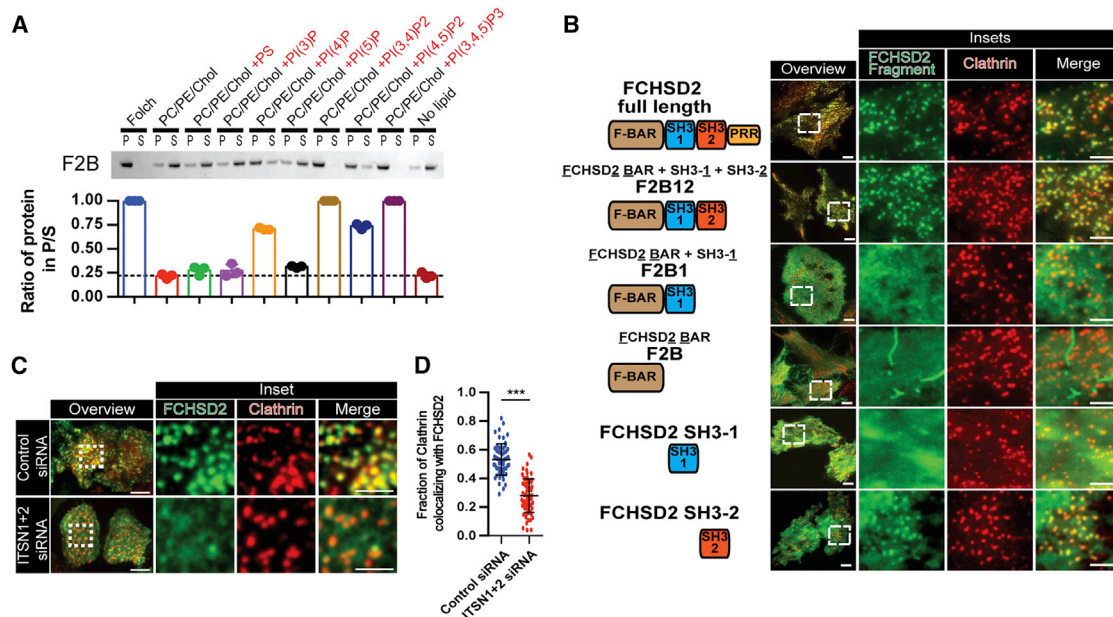 A
Folch
PC/PE/Chol
PC/PE/Chol +PS
PC/PE/Chol +PI(3)P
PC/PE/Chol +PI(4)P
PC/PE/Chol +PI(5)P
PC/PE/Chol +PI(3,4)P2
PC/PE/Chol +PI(4,5)P2
PC/PE/Chol +PI(3,4,5)P3
No lipid
P S P S P S P S P S P S P S P S P S P S
F2B
Ratio of protein
in P/S
1.00
0.75
0.50
0.25
0.00
B
Insets
Overview
FCHSD2
Fragment
Clathrin
Merge
FCHSD2
full length
F-BAR
SH3
1
SH3
2
PRR
FCHSD2 BAR + SH3-1 + SH3-2
F2B12
F-BAR
SH3
1
SH3
2
FCHSD2 BAR + SH3-1
F2B1
F-BAR
SH3
1
FCHSD2 BAR
F2B
F-BAR
FCHSD2 SH3-1
SH3
1
FCHSD2 SH3-2
SH3
2
C
Inset
Overview
FCHSD2
Clathrin
Merge
Control
siRNA
ITSN1+2
siRNA
D
Fraction of Clathrin
colocalizing with FCHSD2
1.0
0.8
0.6
0.4
0.2
0.0
***
Control siRNA
ITSN1+2 siRNA